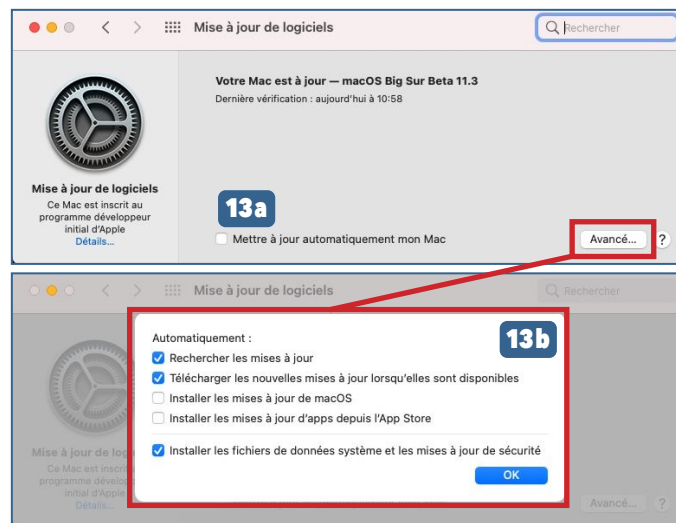 Mise à jour de logiciels
Rechercher
Votre Mac est à jour — macOS Big Sur Beta 11.3
Dernière vérification : aujourd'hui à 10:58
Mise à jour de logiciels
Ce Mac est inscrit au
programme développeur
initial d'Apple
Détails...
13a
Mettre à jour automatiquement mon Mac
Avancé...
?
Mise à jour de logiciels
Rechercher
13b
Automatiquement :
Rechercher les mises à jour
Télécharger les nouvelles mises à jour lorsqu'elles sont disponibles
Installer les mises à jour de macOS
Installer les mises à jour d'apps depuis l'App Store
Installer les fichiers de données système et les mises à jour de sécurité
OK
Mise à jour de log
Ce Mac est inscrit
programme dévelop
initial d'Apple
Détails...
Avancé...
?